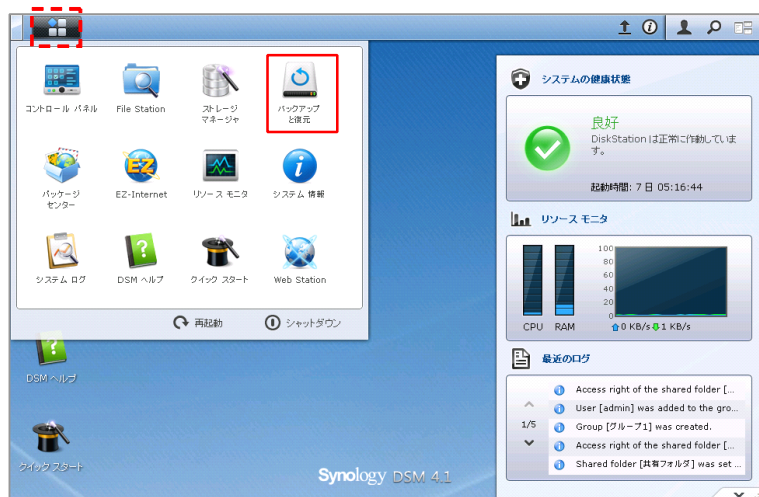 コントロール パネル
File Station
ストレージ
マネージャ
バックアップ
と復元
パッケージ
センター
EZ
EZ-Internet
リソース モニタ
システム 情報
システム ログ
DSM ヘルプ
クイック スタート
Web Station
再起動
シャットダウン
DSM ヘルプ
クイック スタート
Synology DSM 4.1
システムの健康状態
良好
DiskStation は正常に作動していま
す。
起動時間: 7 日 05:16:44
リソース モニタ
100
80
60
40
20
0
CPU RAM 0 KB/s 1 KB/s
最近のログ
Access right of the shared folder [...
User [admin] was added to the gro...
1/5 Group [グループ1] was created.
Access right of the shared folder [...
Shared folder [共有フォルダ] was set ...